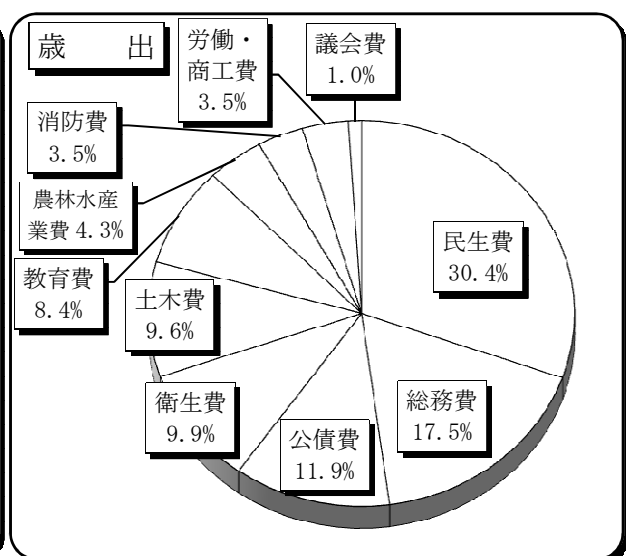 歳　　出
労働・
商工費
3.5%
議会費
1.0%
消防費
3.5%
農林水産
業費 4.3%
教育費
8.4%
土木費
9.6%
衛生費
9.9%
公債費
11.9%
総務費
17.5%
民生費
30.4%